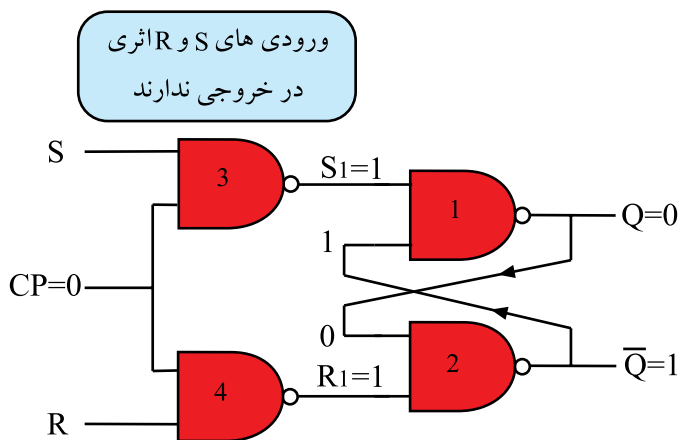 ورودی های S و R اثری
در خروجی ندارند
S
3
S1=1
1
Q=0
1
CP=0
0
2
Q̅=1
4
R1=1
R